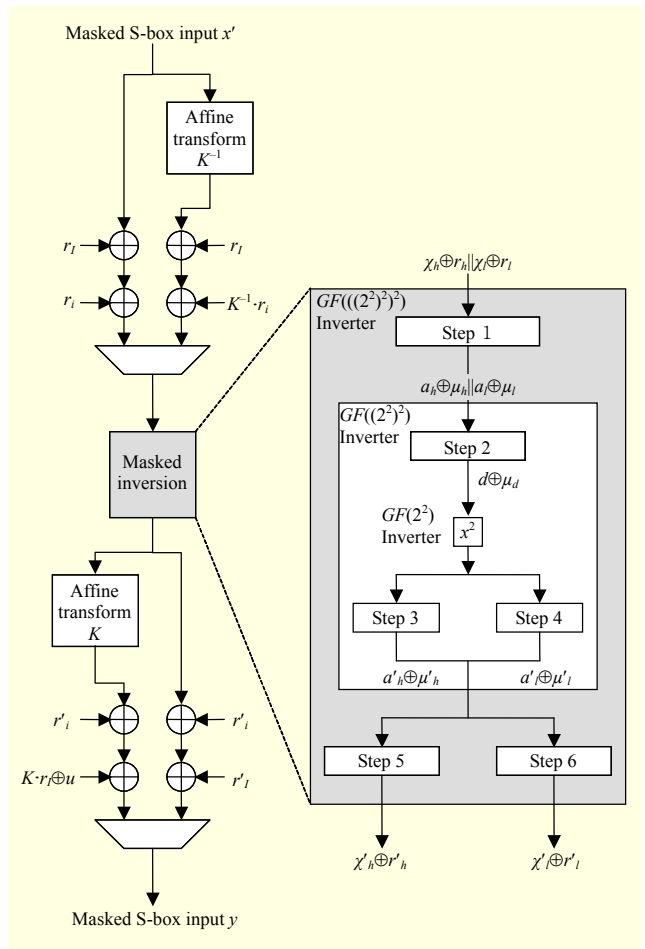 Masked S-box input x′
Affine
transform
K⁻¹
r_I
r_I
r_i
K⁻¹·r_i
Masked
inversion
Affine
transform
K
r′_i
r′_i
K·r_I⊕u
r′_I
Masked S-box input y
χ_h⊕r_h||χ_l⊕r_l
GF(((2²)²)²)
Inverter
Step 1
a_h⊕μ_h||a_l⊕μ_l
GF((2²)²)
Inverter
Step 2
d⊕μ_d
GF(2²)
Inverter
x²
Step 3
Step 4
a′_h⊕μ′_h
a′_l⊕μ′_l
Step 5
Step 6
χ′_h⊕r′_h
χ′_l⊕r′_l